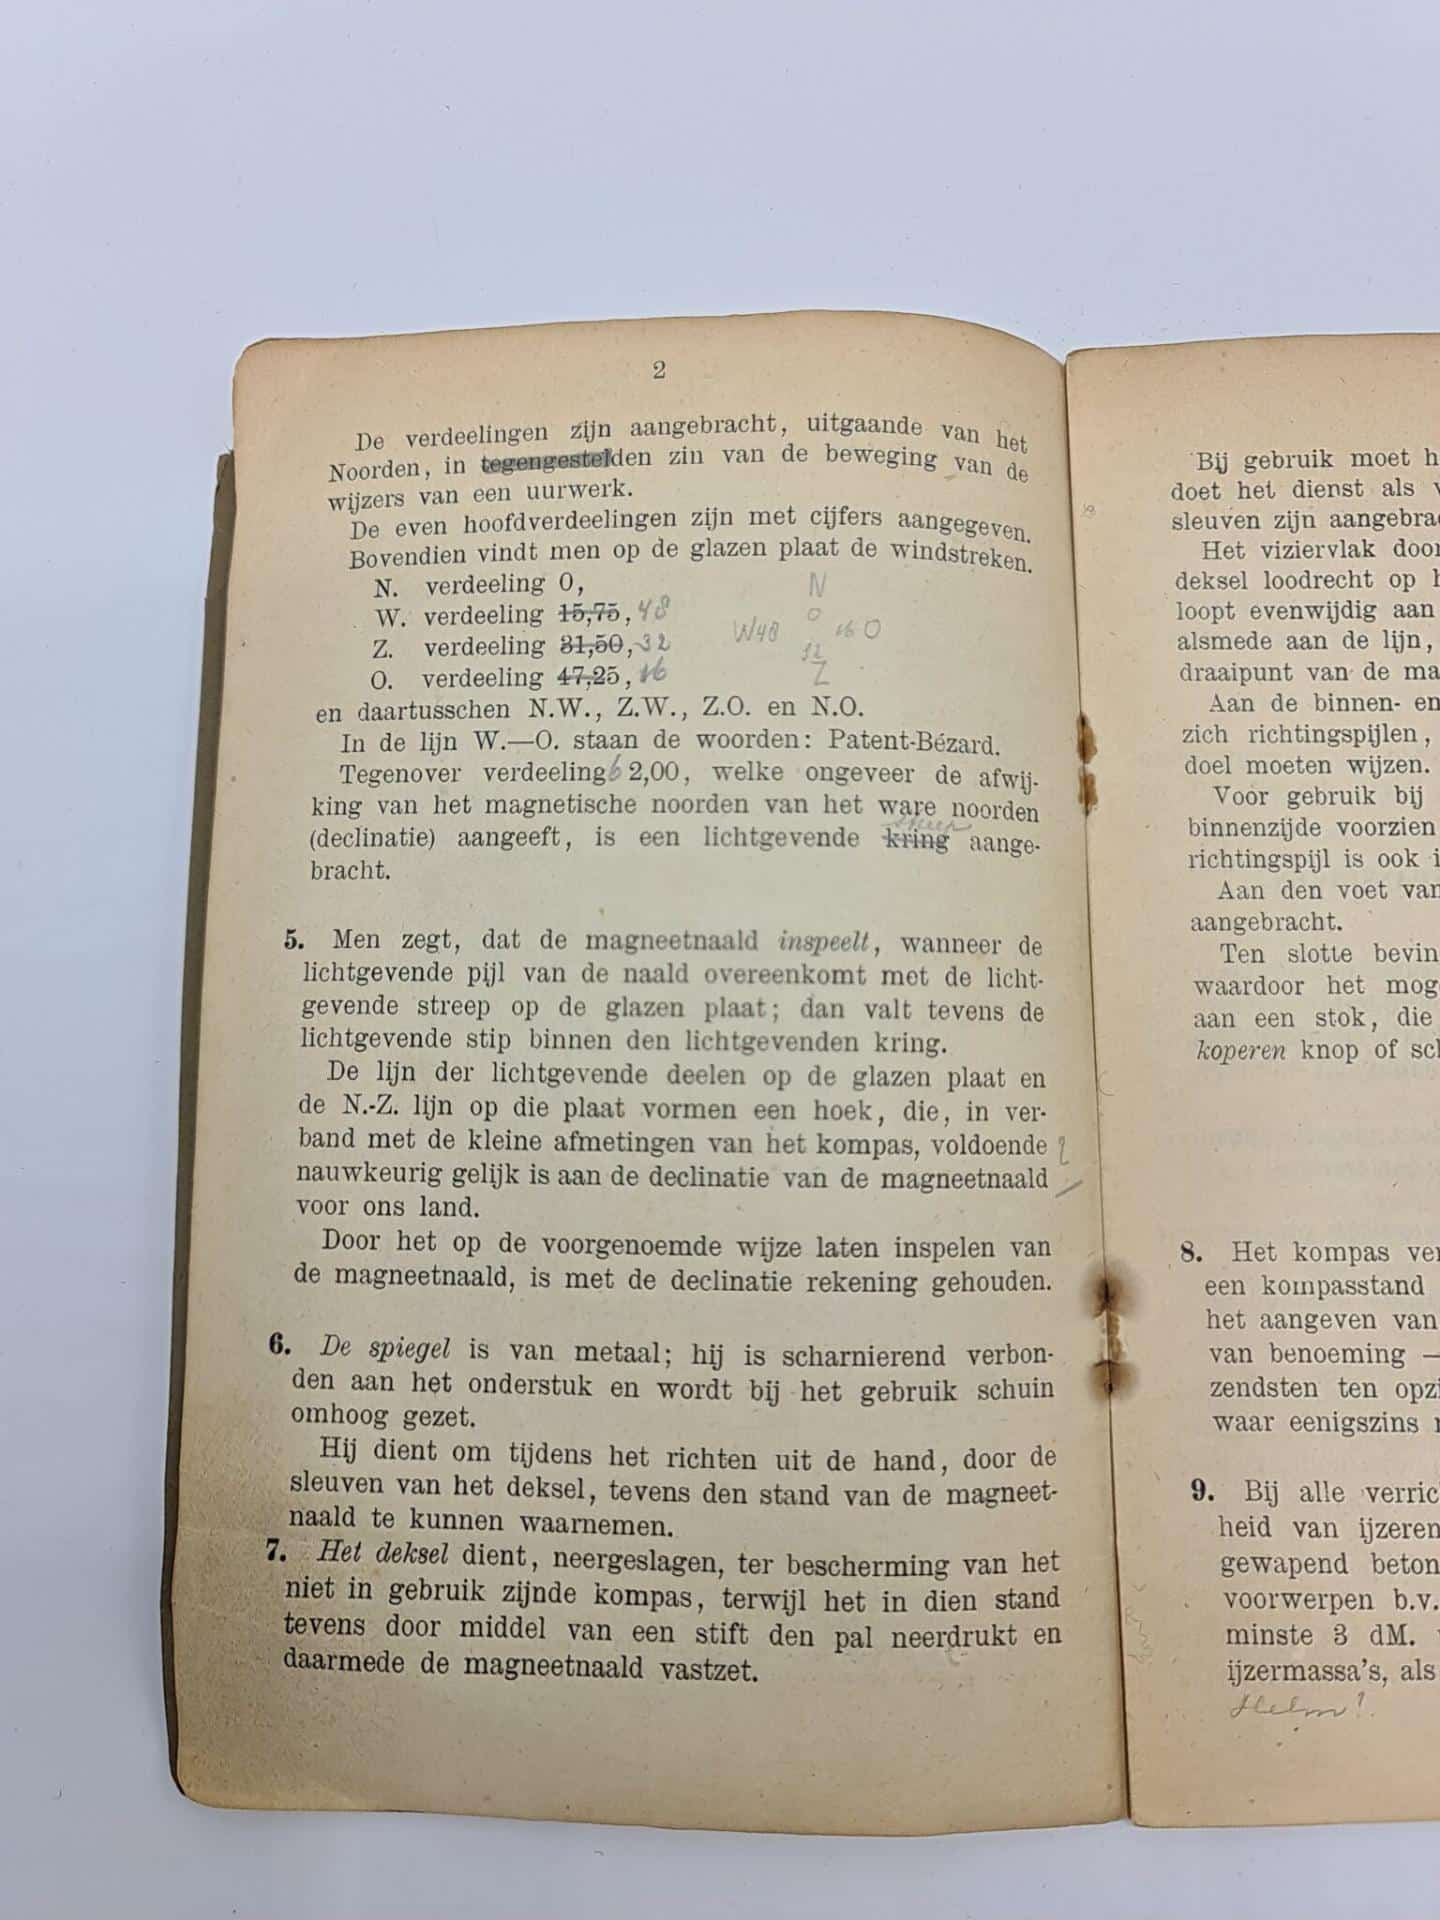 2
De verdeelingen zijn aangebracht, uitgaande van het
Noorden, in tegengestelden zin van de beweging van de
wijzers van een uurwerk.
De even hoofdverdeelingen zijn met cijfers aangegeven.
Bovendien vindt men op de glazen plaat de windstreken.
N. verdeeling 0,
W. verdeeling 15,75, 48
Z. verdeeling 31,50, 32
O. verdeeling 47,25, 16
N
0
W48 16 O
32
Z
en daartusschen N.W., Z.W., Z.O. en N.O.
In de lijn W.—O. staan de woorden: Patent-Bézard.
Tegenover verdeeling 62,00, welke ongeveer de afwij-
king van het magnetische noorden van het ware noorden
streep
(declinatie) aangeeft, is een lichtgevende kring aange-
bracht.
5. Men zegt, dat de magneetnaald inspeelt, wanneer de
lichtgevende pijl van de naald overeenkomt met de licht-
gevende streep op de glazen plaat; dan valt tevens de
lichtgevende stip binnen den lichtgevenden kring.
De lijn der lichtgevende deelen op de glazen plaat en
de N.-Z. lijn op die plaat vormen een hoek, die, in ver-
band met de kleine afmetingen van het kompas, voldoende
nauwkeurig gelijk is aan de declinatie van de magneetnaald
voor ons land.
Door het op de voorgenoemde wijze laten inspelen van
de magneetnaald, is met de declinatie rekening gehouden.
6. De spiegel is van metaal; hij is scharnierend verbon-
den aan het onderstuk en wordt bij het gebruik schuin
omhoog gezet.
Hij dient om tijdens het richten uit de hand, door de
sleuven van het deksel, tevens den stand van de magneet-
naald te kunnen waarnemen.
7. Het deksel dient, neergeslagen, ter bescherming van het
niet in gebruik zijnde kompas, terwijl het in dien stand
tevens door middel van een stift den pal neerdrukt en
daarmede de magneetnaald vastzet.
Bij gebruik moet h
doet het dienst als v
sleuven zijn aangebrac
Het viziervlak door
deksel loodrecht op h
loopt evenwijdig aan
alsmede aan de lijn,
draaipunt van de ma
Aan de binnen- en
zich richtingspijlen,
doel moeten wijzen.
Voor gebruik bij
binnenzijde voorzien
richtingspijl is ook i
Aan den voet van
aangebracht.
Ten slotte bevin
waardoor het mog
aan een stok, die
koperen knop of sch
8. Het kompas ver
een kompasstand
het aangeven van
van benoeming —
zendsten ten opzi
waar eenigszins
9. Bij alle verric
heid van ijzeren
gewapend beton
voorwerpen b.v.
minste 3 dM.
ijzermassa's, als
Helm?